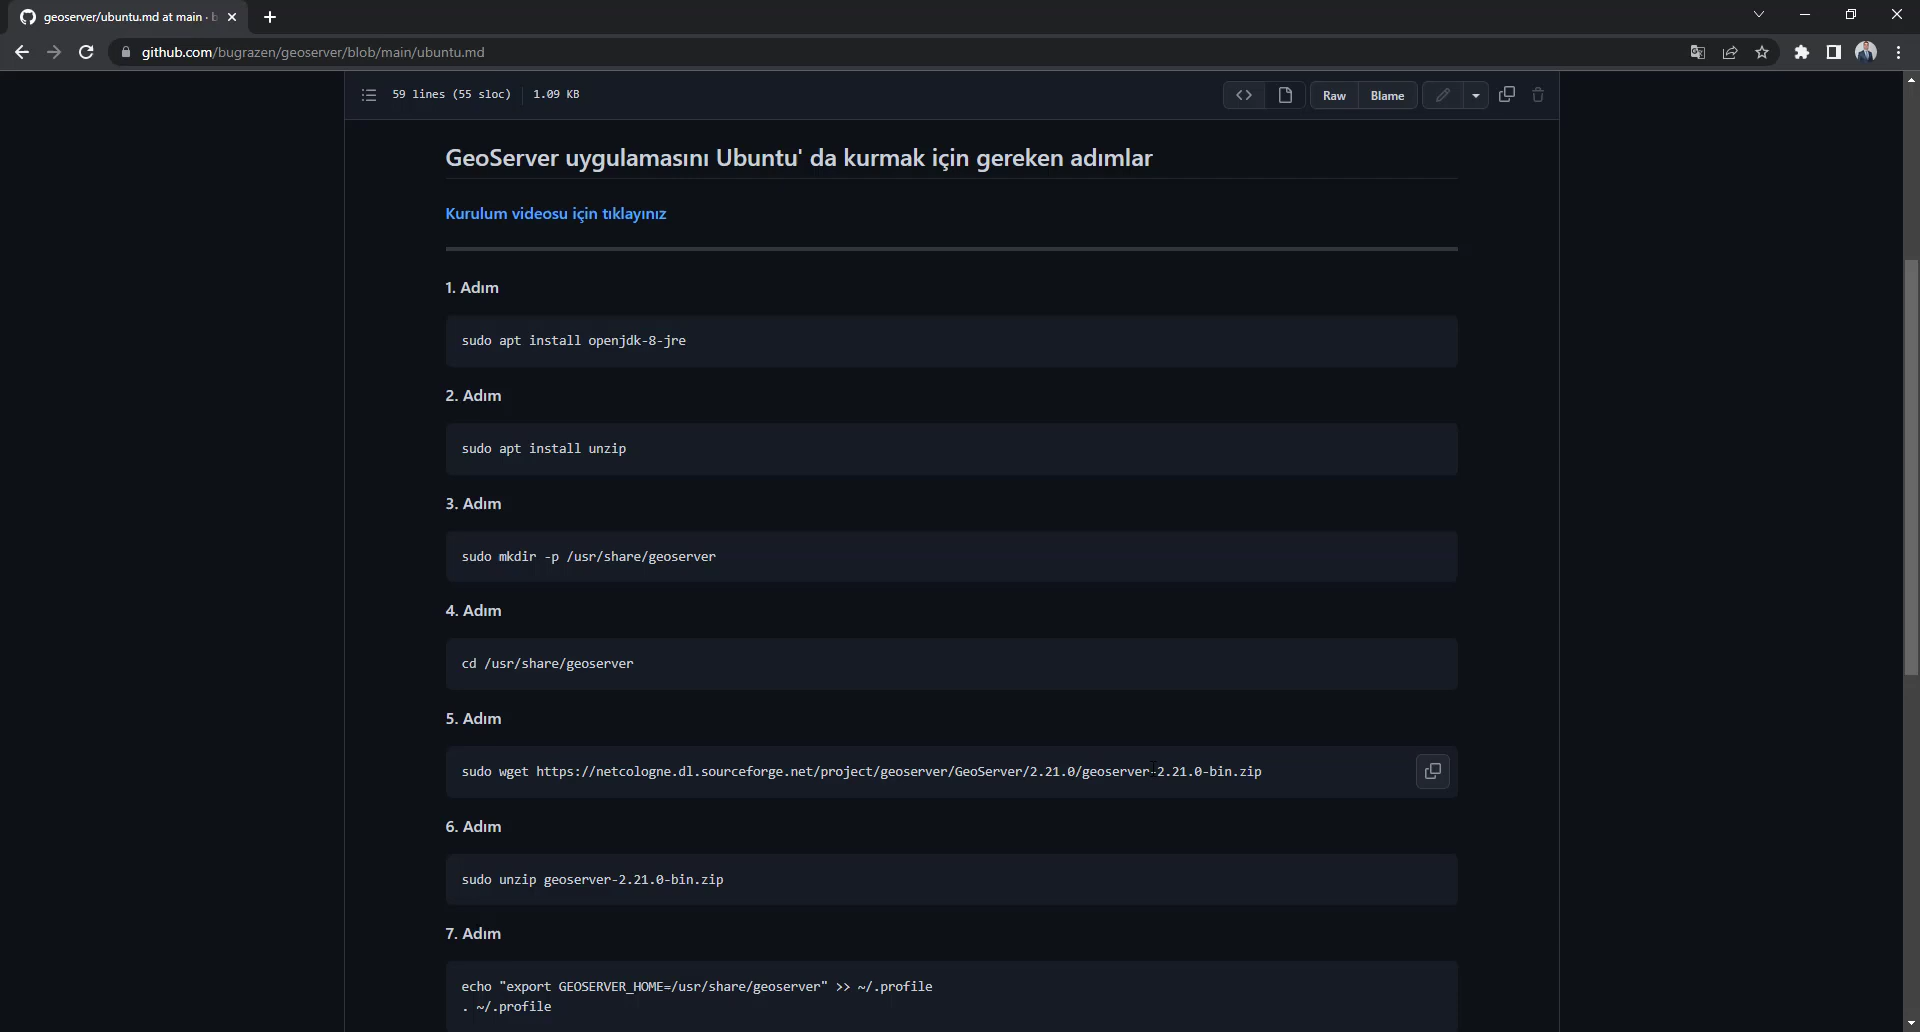 geoserver/ubuntu.md at main · b
github.com/bugrazen/geoserver/blob/main/ubuntu.md
59 lines (55 sloc) 1.09 KB
Raw Blame
GeoServer uygulamasını Ubuntu' da kurmak için gereken adımlar
Kurulum videosu için tıklayınız
1. Adım
sudo apt install openjdk-8-jre
2. Adım
sudo apt install unzip
3. Adım
sudo mkdir -p /usr/share/geoserver
4. Adım
cd /usr/share/geoserver
5. Adım
sudo wget https://netcologne.dl.sourceforge.net/project/geoserver/GeoServer/2.21.0/geoserver-2.21.0-bin.zip
6. Adım
sudo unzip geoserver-2.21.0-bin.zip
7. Adım
echo "export GEOSERVER_HOME=/usr/share/geoserver" >> ~/.profile
. ~/.profile